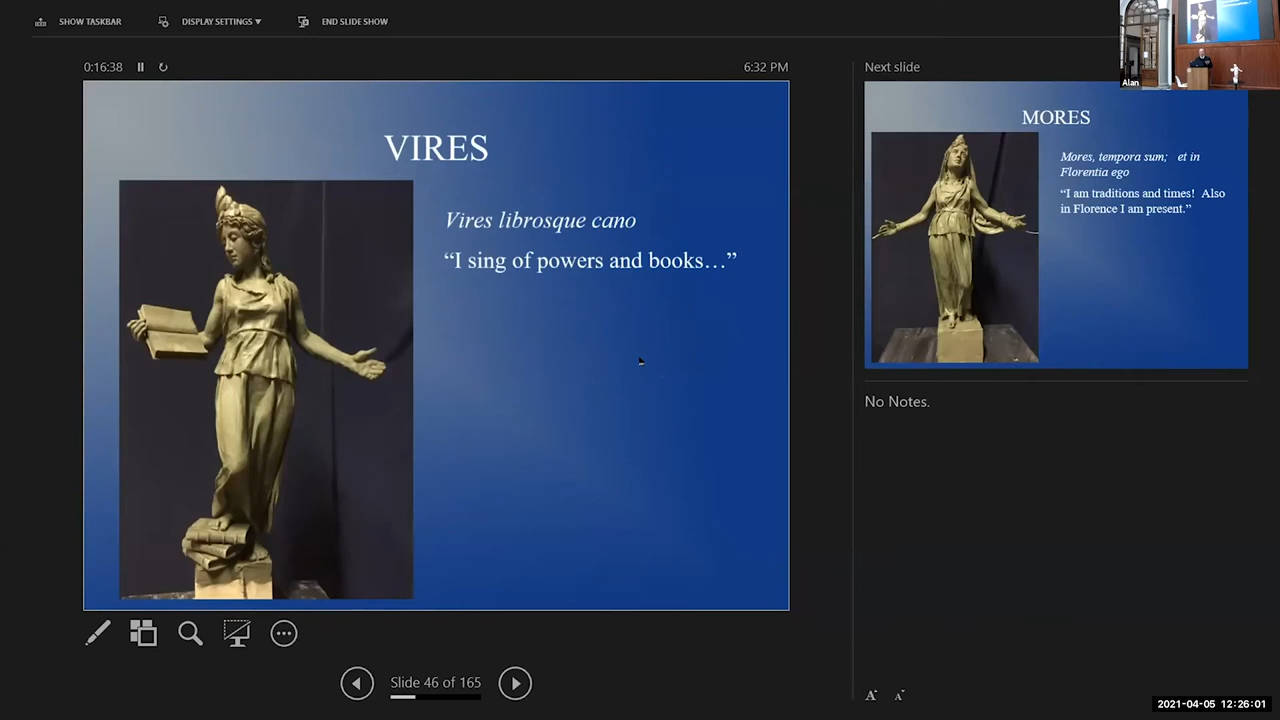 SHOW TASKBAR
DISPLAY SETTINGS ▼
END SLIDE SHOW
0:16:38
6:32 PM
VIRES
Vires librosque cano
“I sing of powers and books…”
Slide 46 of 165
Next slide
Alan
MORES
Mores, tempora sum; et in
Florentia ego
“I am traditions and times! Also
in Florence I am present.”
No Notes.
A A
2021-04-05 12:26:01